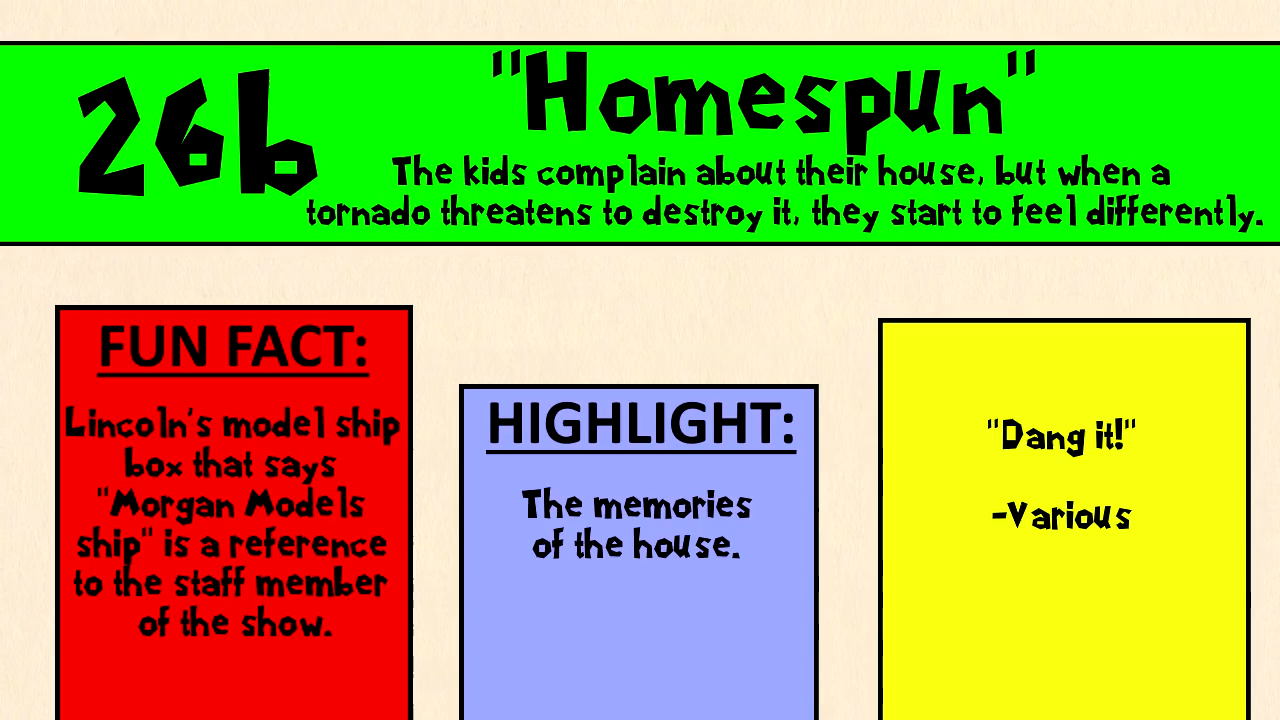 26b
"Homespun"
The kids complain about their house, but when a
tornado threatens to destroy it, they start to feel differently.
FUN FACT:
Lincoln's model ship
box that says
"Morgan Models
ship" is a reference
to the staff member
of the show.
HIGHLIGHT:
The memories
of the house.
"Dang it!"
-Various